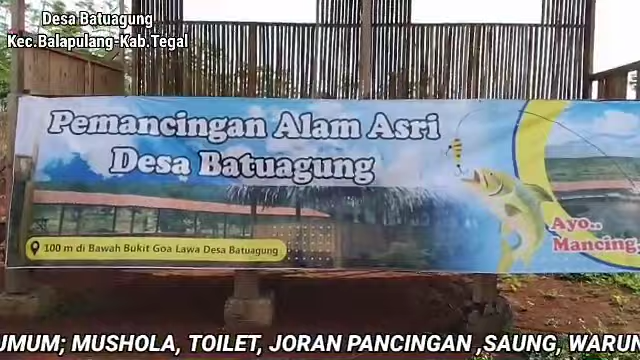 Desa Batuagung
Kec.Balapulang-Kab.Tegal
Pemancingan Alam Asri
Desa Batuagung
Ayo..
Mancing,
100 m di Bawah Bukit Goa Lawa Desa Batuagung
UMUM; MUSHOLA, TOILET, JORAN PANCINGAN ,SAUNG, WARUN